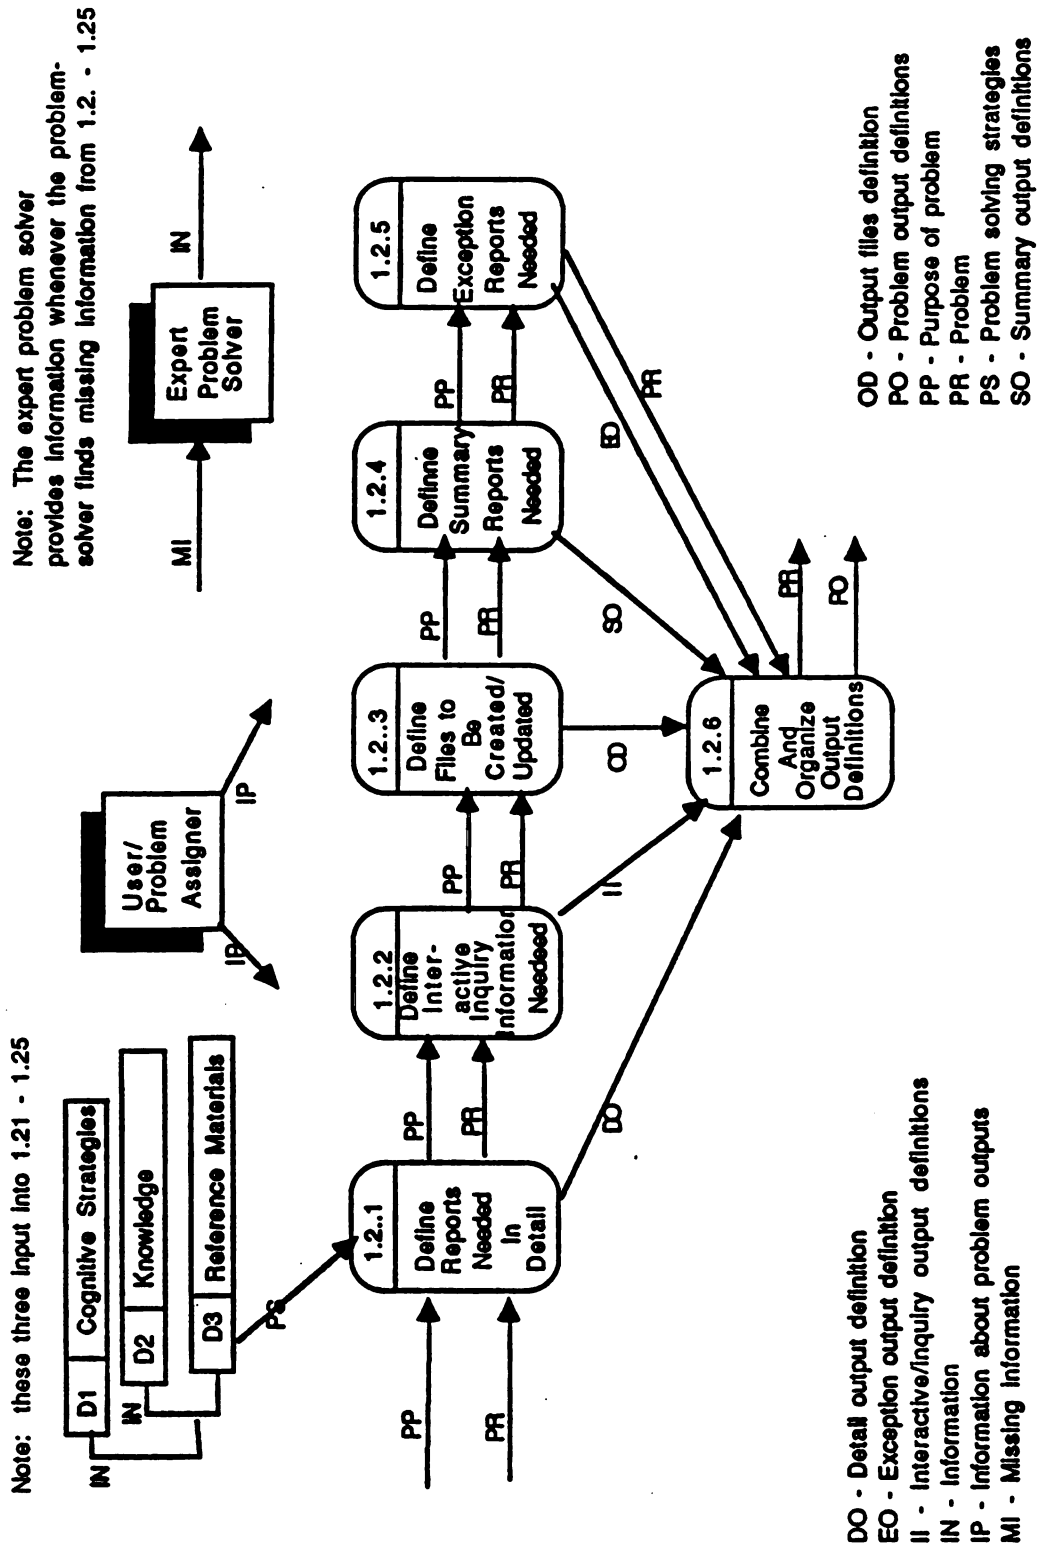 Note: these three input into 1.21 - 1.25
Note: The expert problem solver
provides information whenever the problem-
solver finds missing information from 1.2. - 1.25
D1 Cognitive Strategies
D2 Knowledge
D3 Reference Materials
IN
IN
PS
User/
Problem
Assigner
IP
IP
MI
Expert
Problem
Solver
IN
PP
PR
1.2..1
Define
Reports
Needed
In
Detail
PP
PR
1.2.2
Define
Inter-
active
Inquiry
Information
Needeed
PP
PR
1.2..3
Define
Files to
Be
Created/
Updated
PP
PR
1.2.4
Definne
Summary
Reports
Needed
PP
PR
1.2.5
Define
Exception
Reports
Needed
DO
II
OD
SO
EO
PR
1.2.6
Combine
And
Organize
Output
Definitions
PR
PO
DO - Detail output definition
EO - Exception output definition
II - Interactive/inquiry output definitions
IN - Information
IP - Information about problem outputs
MI - Missing information
OD - Output files definition
PO - Problem output definitions
PP - Purpose of problem
PR - Problem
PS - Problem solving strategies
SO - Summary output definitions